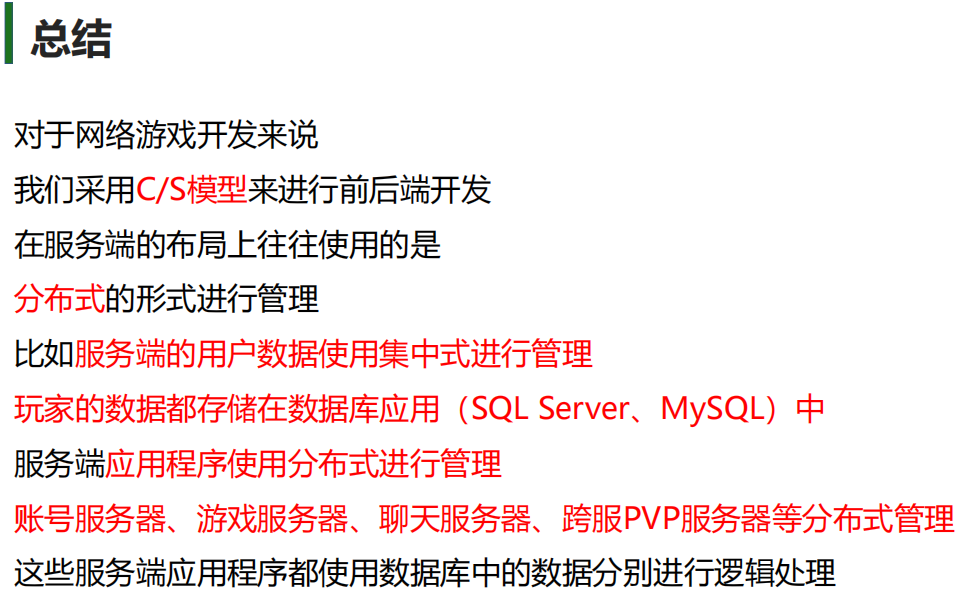 总结
对于网络游戏开发来说
我们采用C/S模型来进行前后端开发
在服务端的布局上往往使用的是
分布式的形式进行管理
比如服务端的用户数据使用集中式进行管理
玩家的数据都存储在数据库应用（SQL Server、MySQL）中
服务端应用程序使用分布式进行管理
账号服务器、游戏服务器、聊天服务器、跨服PVP服务器等分布式管理
这些服务端应用程序都使用数据库中的数据分别进行逻辑处理